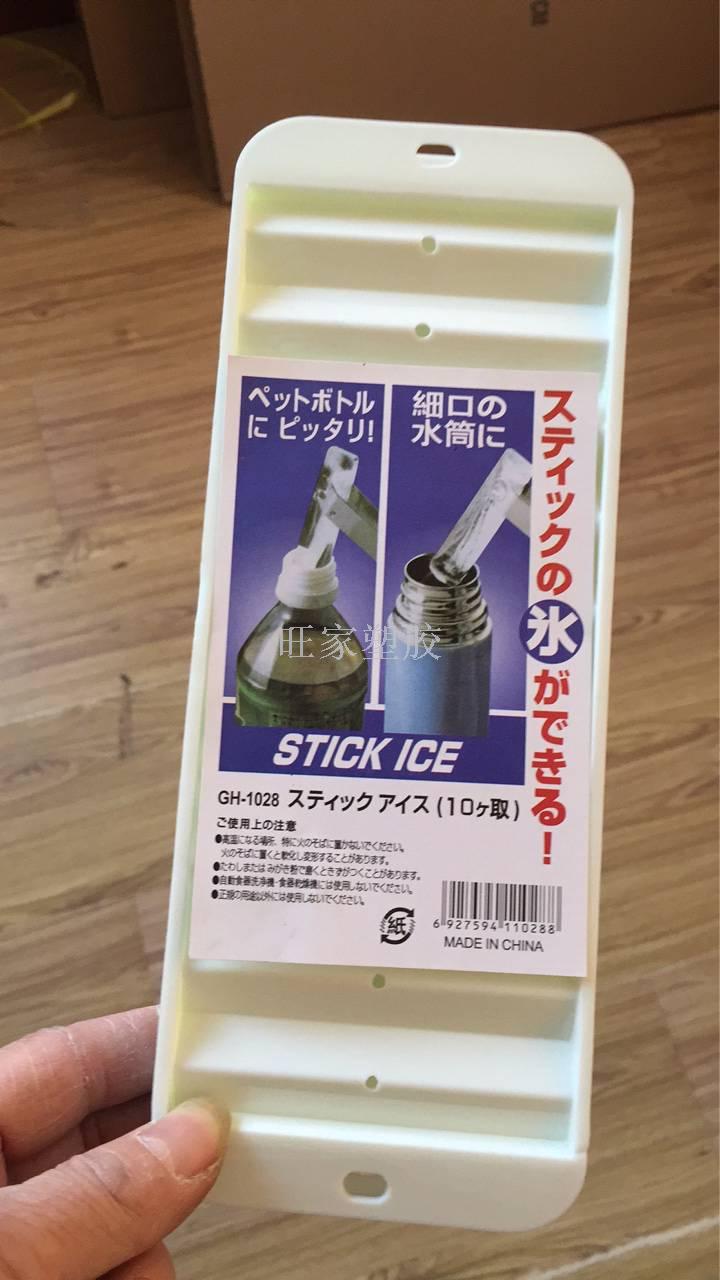 ペットボトル
に ピッタリ!
細口の
水筒に
スティックの氷ができる!
旺家塑胶
STICK ICE
GH-1028 スティック アイス (10ヶ取)
ご使用上の注意
●高温になる場所、特に火のそばに置かないでください。
火のそばに置くと軟化し変形することがあります。
●たわしまたは みがき粉で磨くときずがつくことがあります。
●自動食器洗浄機・食器乾燥機には使用しないでください。
●正規の用途以外には使用しないでください。
紙
6 927594 110288
MADE IN CHINA